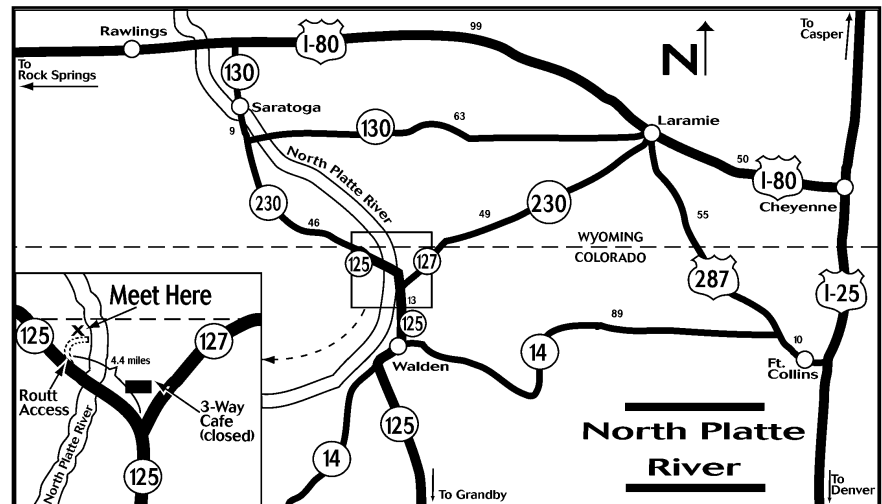 Rawlings
To
Rock Springs
I-80
99
To
Casper
N
130
Saratoga
9
130
63
Laramie
50
I-80
Cheyenne
North Platte River
230
46
49
230
55
WYOMING
COLORADO
125
127
287
I-25
13
125
Walden
89
14
10
Ft.
Collins
14
125
To Grandby
To
Denver
Meet Here
X
125
127
4.4 miles
Routt
Access
3-Way
Cafe
(closed)
North Platte River
125
North Platte
River